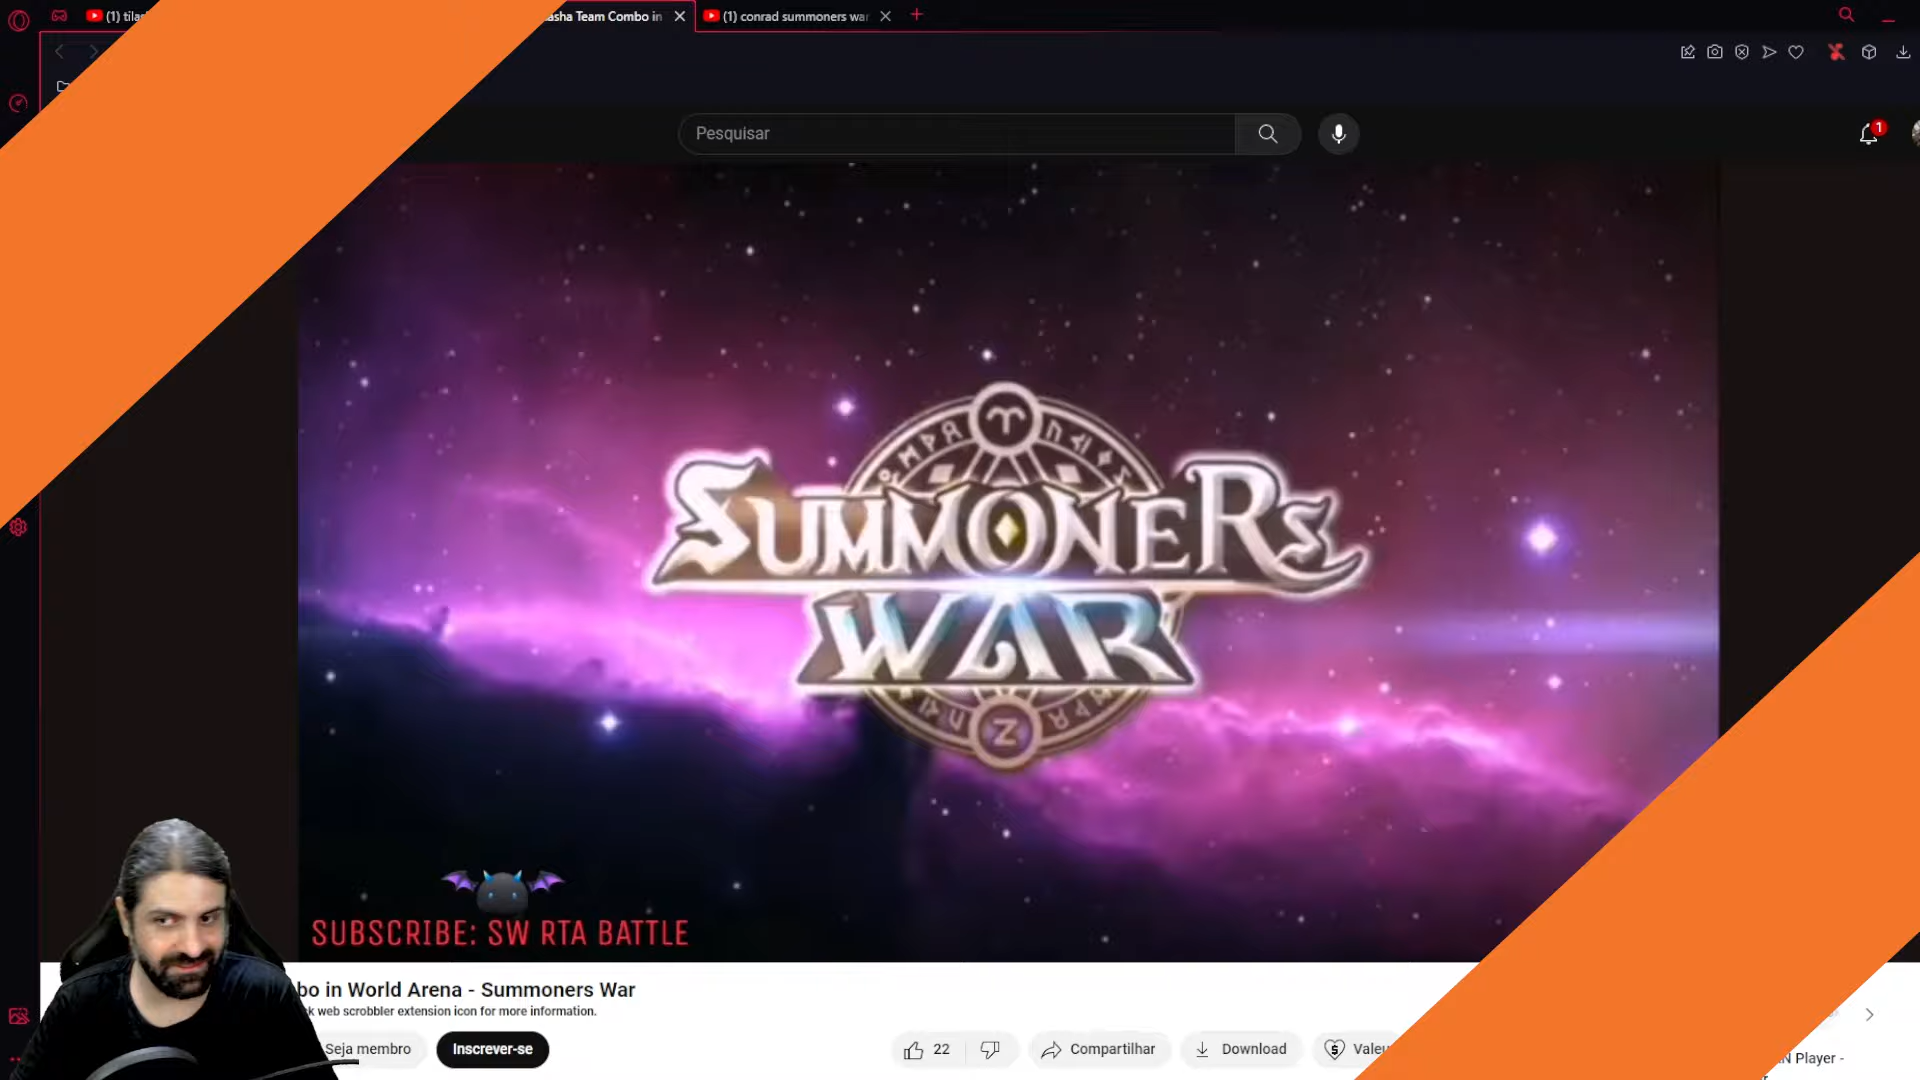 (1) tilas
asha Team Combo in
(1) conrad summoners war
Pesquisar
1
SUMMONERS
WAR
SUBSCRIBE: SW RTA BATTLE
bo in World Arena - Summoners War
k web scrobbler extension icon for more information.
Seja membro
Inscrever-se
22
Compartilhar
Download
Valeu
N Player -